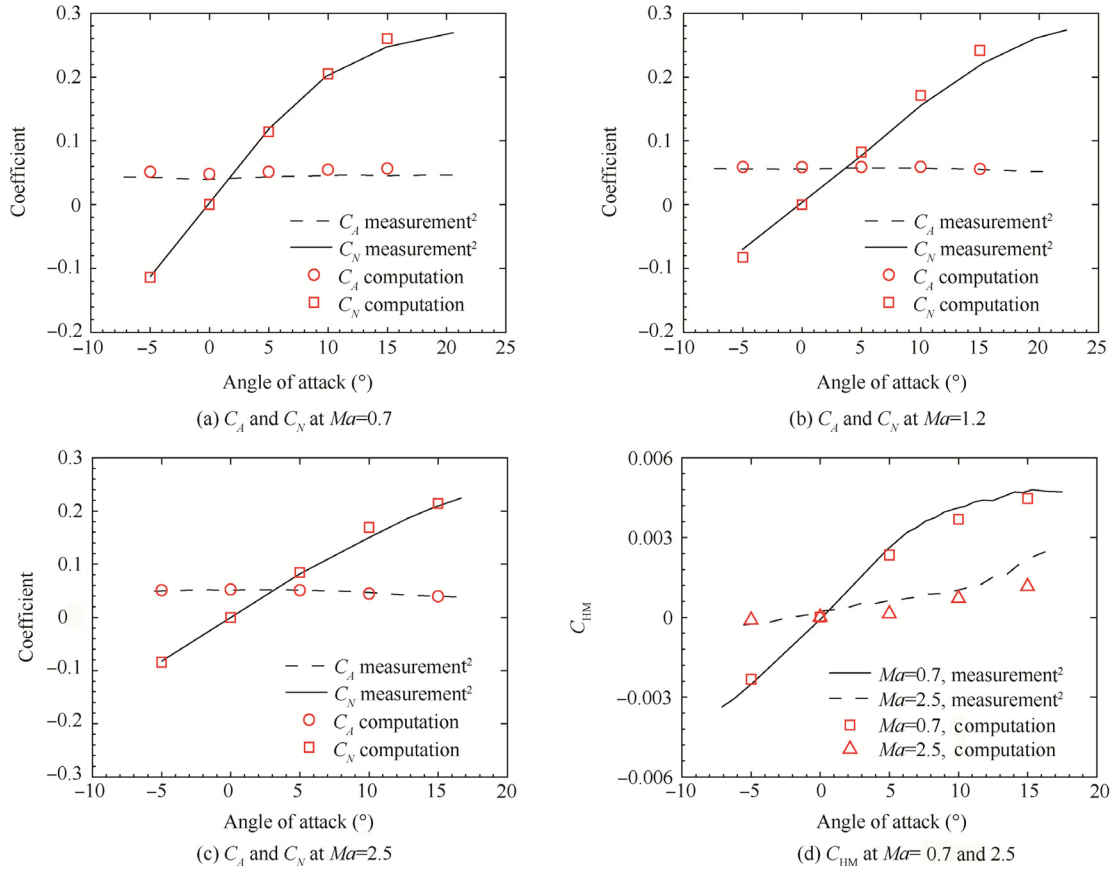 (a)
0.3
0.2
0.1
0
−0.1
−0.2
Coefficient
C_A measurement²
C_N measurement²
C_A computation
C_N computation
−10 −5 0 5 10 15 20 25
Angle of attack (°)
(a) C_A and C_N at Ma=0.7
(b)
0.3
0.2
0.1
0
−0.1
−0.2
Coefficient
C_A measurement²
C_N measurement²
C_A computation
C_N computation
−10 −5 0 5 10 15 20 25
Angle of attack (°)
(b) C_A and C_N at Ma=1.2
(c)
0.3
0.2
0.1
0
−0.1
−0.2
−0.3
Coefficient
C_A measurement²
C_N measurement²
C_A computation
C_N computation
−10 −5 0 5 10 15 20
Angle of attack (°)
(c) C_A and C_N at Ma=2.5
(d)
0.006
0.003
0
−0.003
−0.006
C_HM
Ma=0.7, measurement²
Ma=2.5, measurement²
Ma=0.7, computation
Ma=2.5, computation
−10 −5 0 5 10 15 20
Angle of attack (°)
(d) C_HM at Ma= 0.7 and 2.5